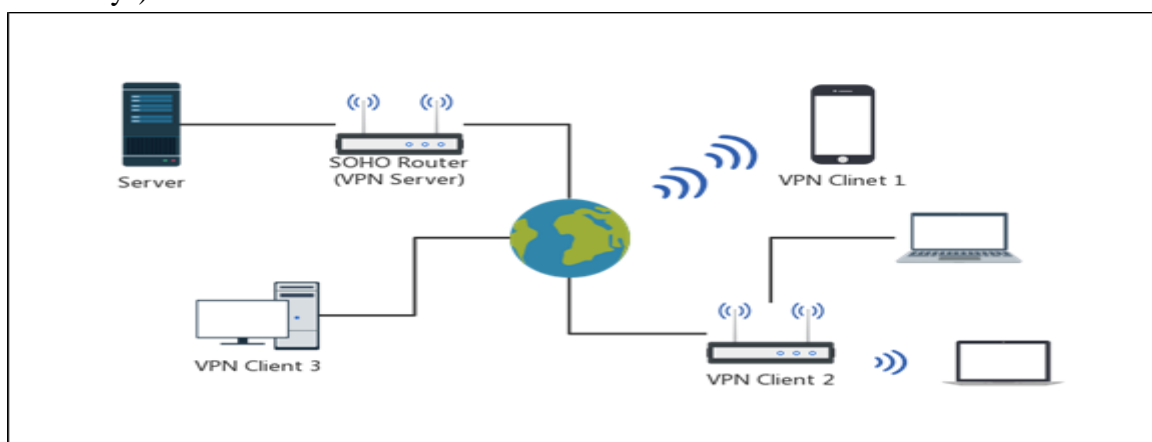 Server
SOHO Router
(VPN Server)
VPN Clinet 1
VPN Client 3
VPN Client 2